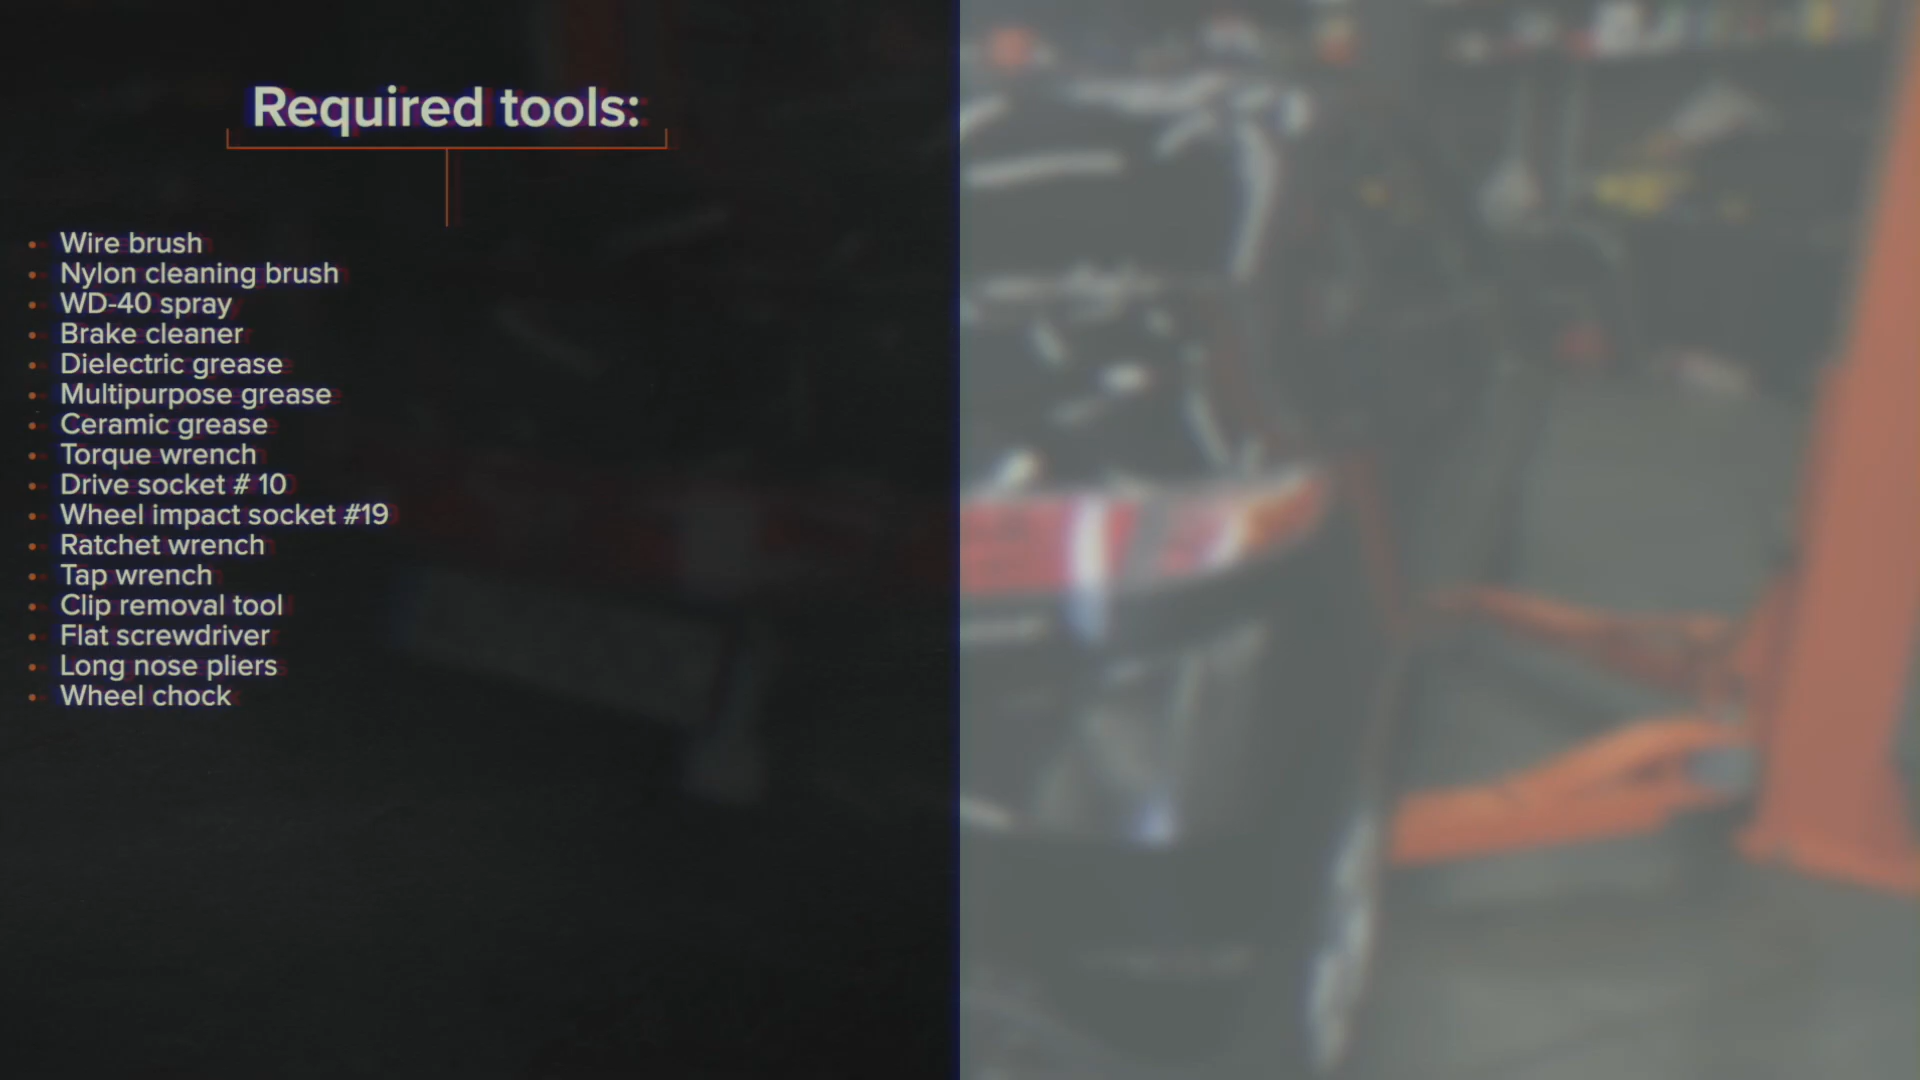 Required tools:
Wire brush
Nylon cleaning brush
WD-40 spray
Brake cleaner
Dielectric grease
Multipurpose grease
Ceramic grease
Torque wrench
Drive socket # 10
Wheel impact socket #19
Ratchet wrench
Tap wrench
Clip removal tool
Flat screwdriver
Long nose pliers
Wheel chock